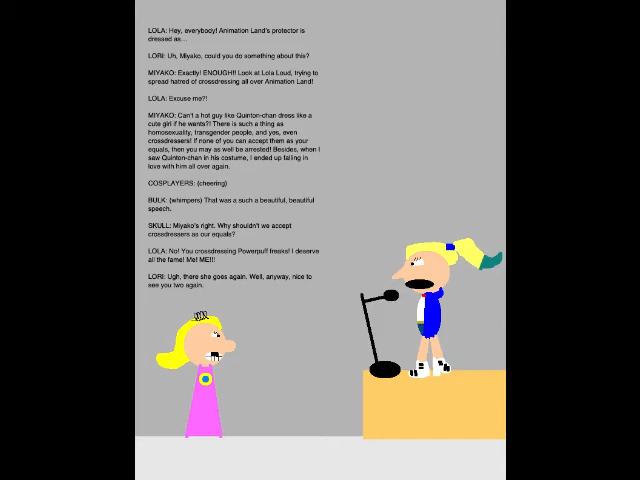 LOLA: Hey, everybody! Animation Land's protector is
dressed as...
LORI: Uh, Miyako, could you do something about this?
MIYAKO: Exactly! ENOUGH!! Look at Lola Loud, trying to
spread hatred of crossdressing all over Animation Land!
LOLA: Excuse me?!
MIYAKO: Can't a hot guy like Quinton-chan dress like a
cute girl if he wants?! There is such a thing as
homosexuality, transgender people, and yes, even
crossdressers! If none of you can accept them as your
equals, then you may as well be arrested! Besides, when I
saw Quinton-chan in his costume, I ended up falling in
love with him all over again.
COSPLAYERS: (cheering)
BULK: (whimpers) That was a such a beautiful, beautiful
speech.
SKULL: Miyako's right. Why shouldn't we accept
crossdressers as our equals?
LOLA: No! You crossdressing Powerpuff freaks! I deserve
all the fame! Me! ME!!!
LORI: Ugh, there she goes again. Well, anyway, nice to
see you two again.